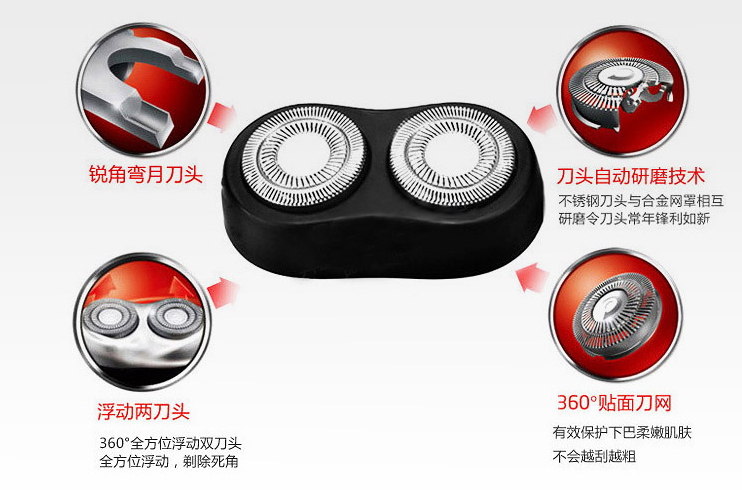 锐角弯月刀头
刀头自动研磨技术
不锈钢刀头与合金网罩相互
研磨令刀头常年锋利如新
浮动两刀头
360°全方位浮动双刀头
全方位浮动，剃除死角
360°贴面刀网
有效保护下巴柔嫩肌肤
不会越刮越粗